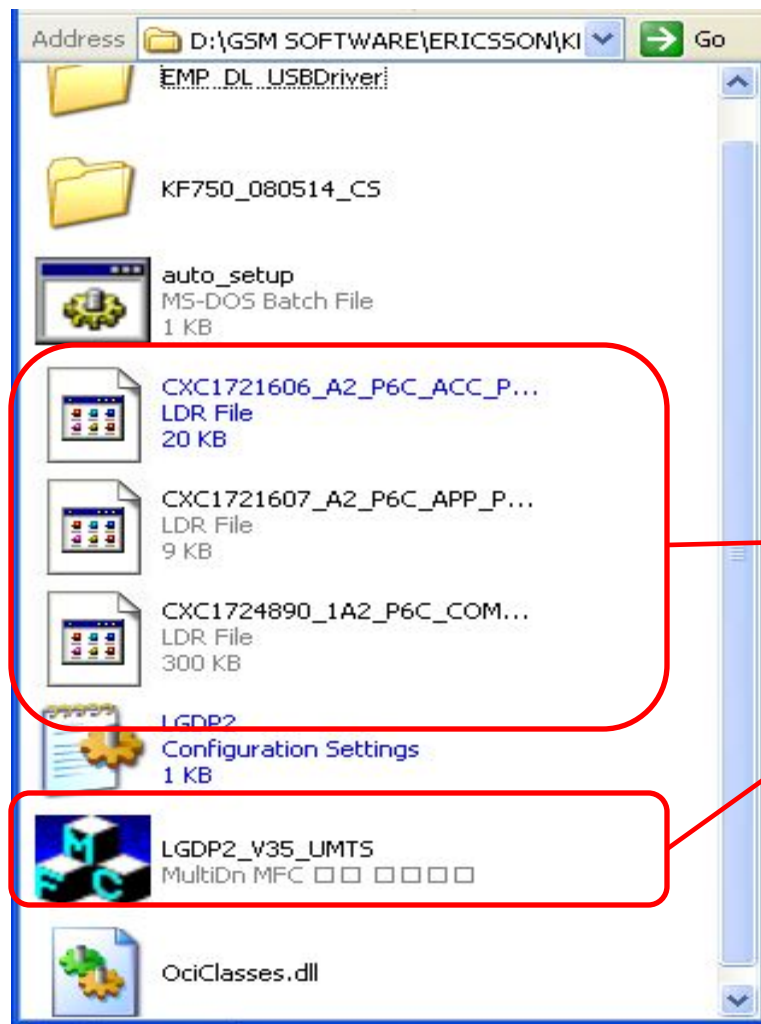 Address D:\GSM SOFTWARE\ERICSSON\KI Go
EMP_DL_USBDriver
KF750_080514_CS
auto_setup
MS-DOS Batch File
1 KB
CXC1721606_A2_P6C_ACC_P...
LDR File
20 KB
CXC1721607_A2_P6C_APP_P...
LDR File
9 KB
CXC1724890_1A2_P6C_COM...
LDR File
300 KB
LGDP2
Configuration Settings
1 KB
MFC
LGDP2_V35_UMTS
MultiDn MFC □□ □□□□
OciClasses.dll